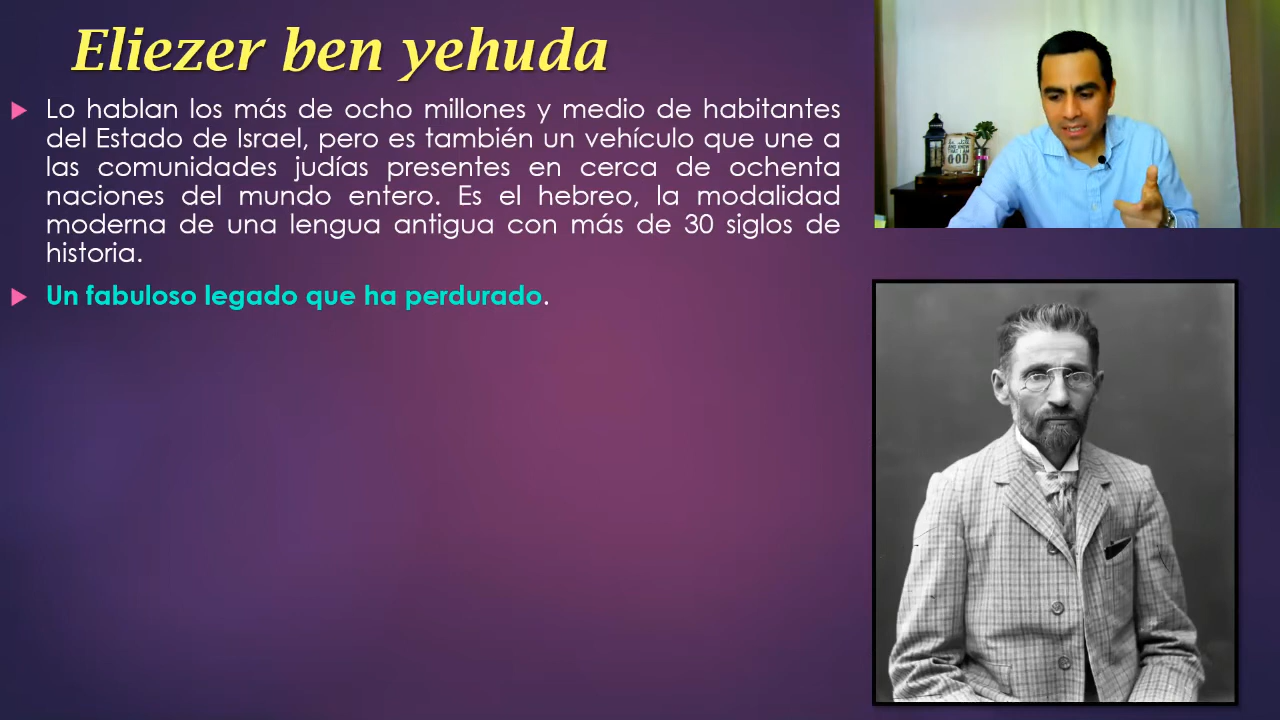 Eliezer ben yehuda
Lo hablan los más de ocho millones y medio de habitantes
del Estado de Israel, pero es también un vehículo que une a
las comunidades judías presentes en cerca de ochenta
naciones del mundo entero. Es el hebreo, la modalidad
moderna de una lengua antigua con más de 30 siglos de
historia.
Un fabuloso legado que ha perdurado.
GOD